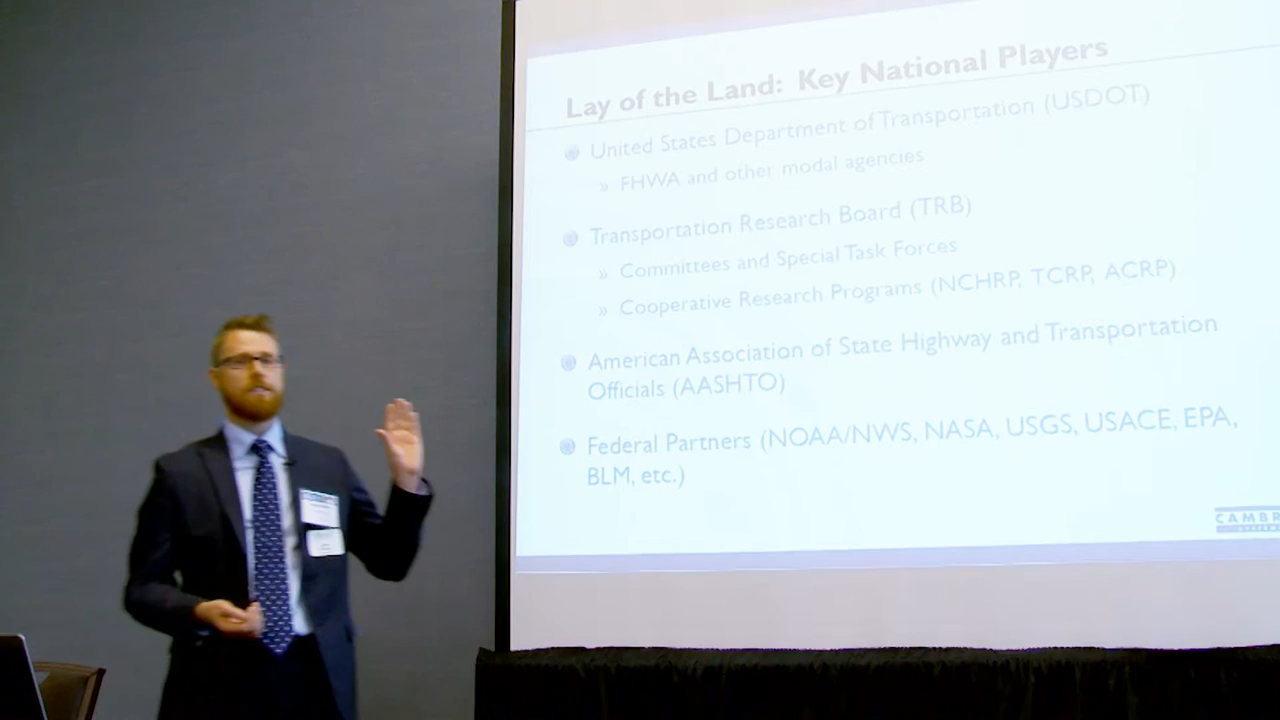 Lay of the Land: Key National Players
United States Department of Transportation (USDOT)
» FHWA and other modal agencies
Transportation Research Board (TRB)
» Committees and Special Task Forces
» Cooperative Research Programs (NCHRP, TCRP, ACRP)
American Association of State Highway and Transportation
Officials (AASHTO)
Federal Partners (NOAA/NWS, NASA, USGS, USACE, EPA,
BLM, etc.)
CAMBR